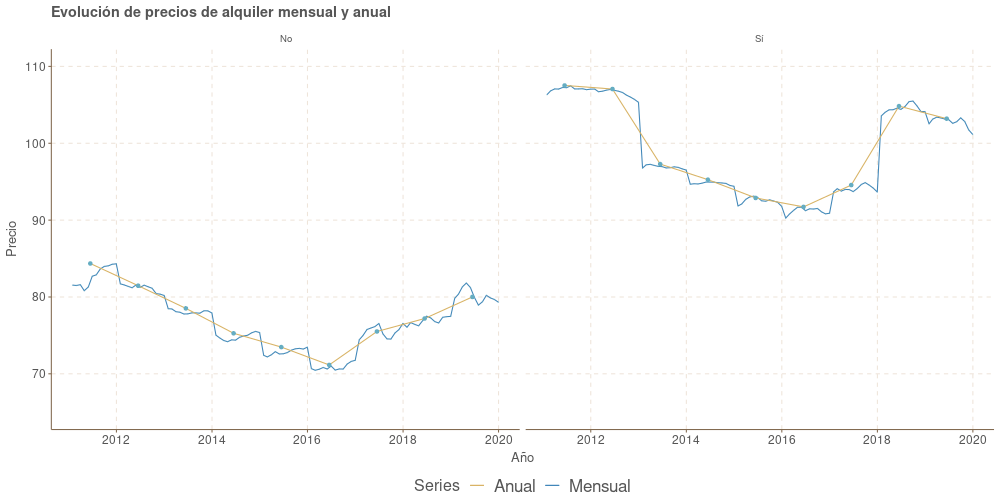 Evolución de precios de alquiler mensual y anual
No
Sí
110
100
90
80
70
Precio
2012
2014
2016
2018
2020
2012
2014
2016
2018
2020
Año
Series Anual Mensual